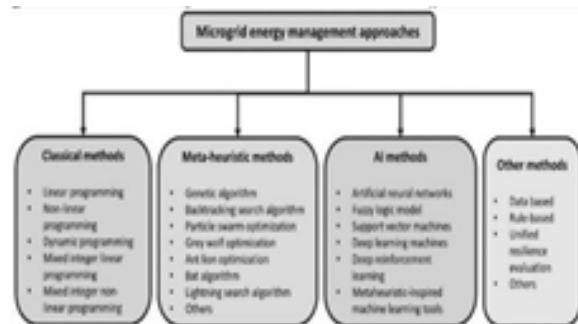 Microgrid energy management approaches
Classical methods
• Linear programming
• Non-linear
programming
• Dynamic programming
• Mixed integer linear
programming
• Mixed integer non-
linear programming
Meta-heuristic methods
• Genetic algorithm
• Backtracking search algorithm
• Particle swarm optimization
• Grey wolf optimization
• Ant lion optimization
• Bat algorithm
• Lightning search algorithm
• Others
AI methods
• Artificial neural networks
• Fuzzy logic model
• Support vector machines
• Deep learning machines
• Deep reinforcement
learning
• Metaheuristic-inspired
machine learning tools
Other methods
• Data based
• Rule-based
• Unified
resilience
evaluation
• Others